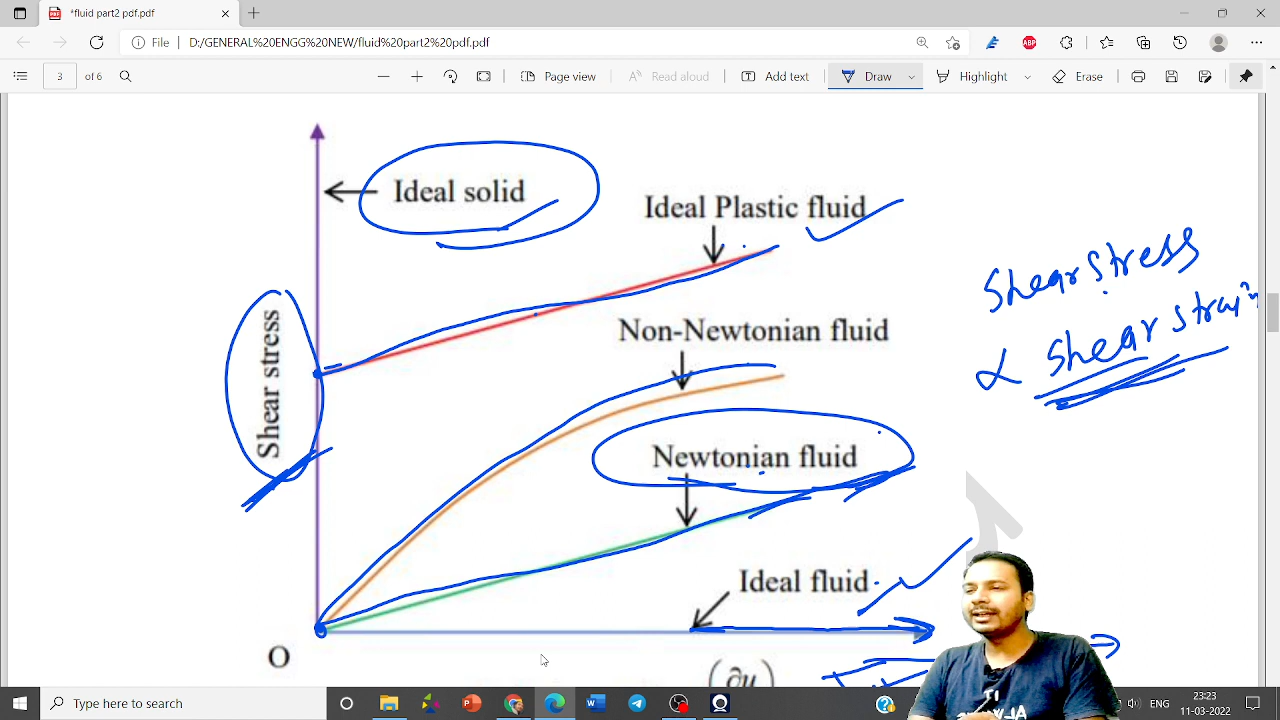 *fluid part2 pdf.pdf
File D:/GENERAL%20ENGG%20NEW/fluid%20part2%20pdf.pdf
3 of 6
Page view
Read aloud
Add text
Draw
Highlight
Erase
Ideal solid
Ideal Plastic fluid
Shear stress
Non-Newtonian fluid
Shear stress
∝ Shear strain
Newtonian fluid
Ideal fluid
O
(∂u)
Type here to search
ENG
23:23
11-03-2022